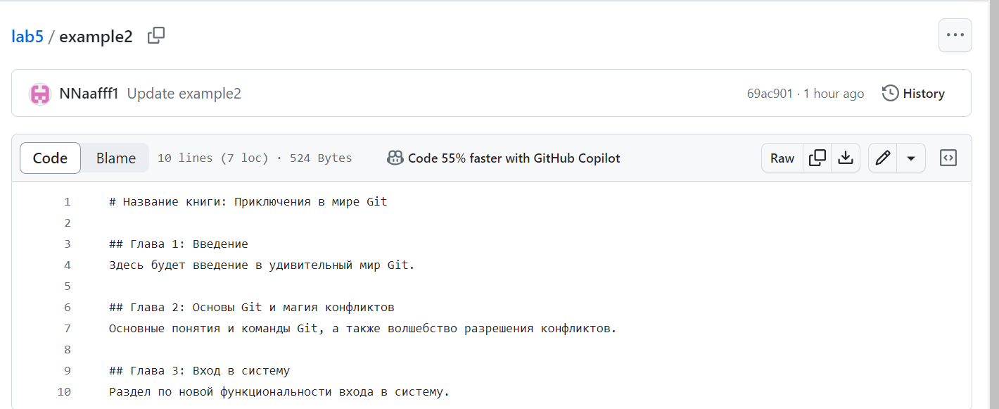 lab5 / example2
NNaafff1 Update example2 69ac901 · 1 hour ago History
Code Blame 10 lines (7 loc) · 524 Bytes Code 55% faster with GitHub Copilot Raw
1 # Название книги: Приключения в мире Git
2
3 ## Глава 1: Введение
4 Здесь будет введение в удивительный мир Git.
5
6 ## Глава 2: Основы Git и магия конфликтов
7 Основные понятия и команды Git, а также волшебство разрешения конфликтов.
8
9 ## Глава 3: Вход в систему
10 Раздел по новой функциональности входа в систему.